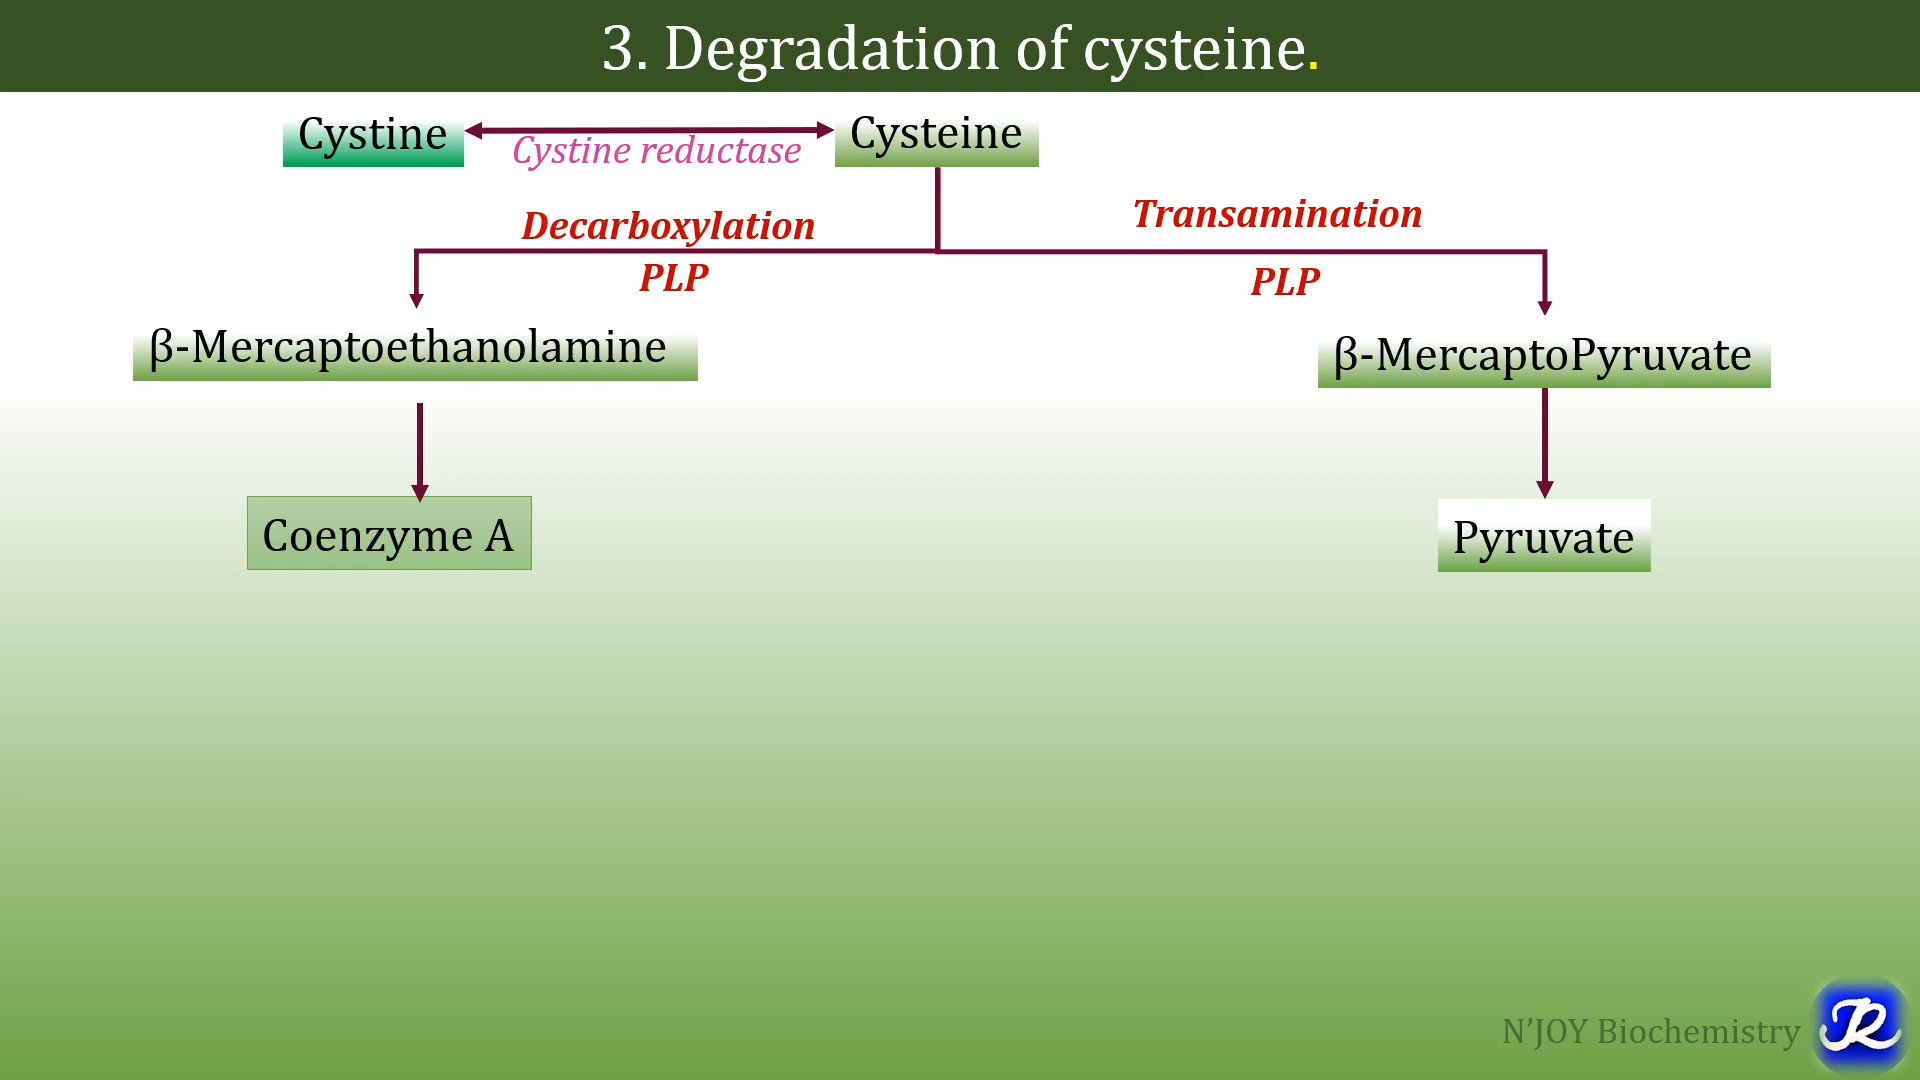 3. Degradation of cysteine.
Cystine
Cystine reductase
Cysteine
Decarboxylation
PLP
Transamination
PLP
β-Mercaptoethanolamine
β-MercaptoPyruvate
Coenzyme A
Pyruvate
N’JOY Biochemistry
R